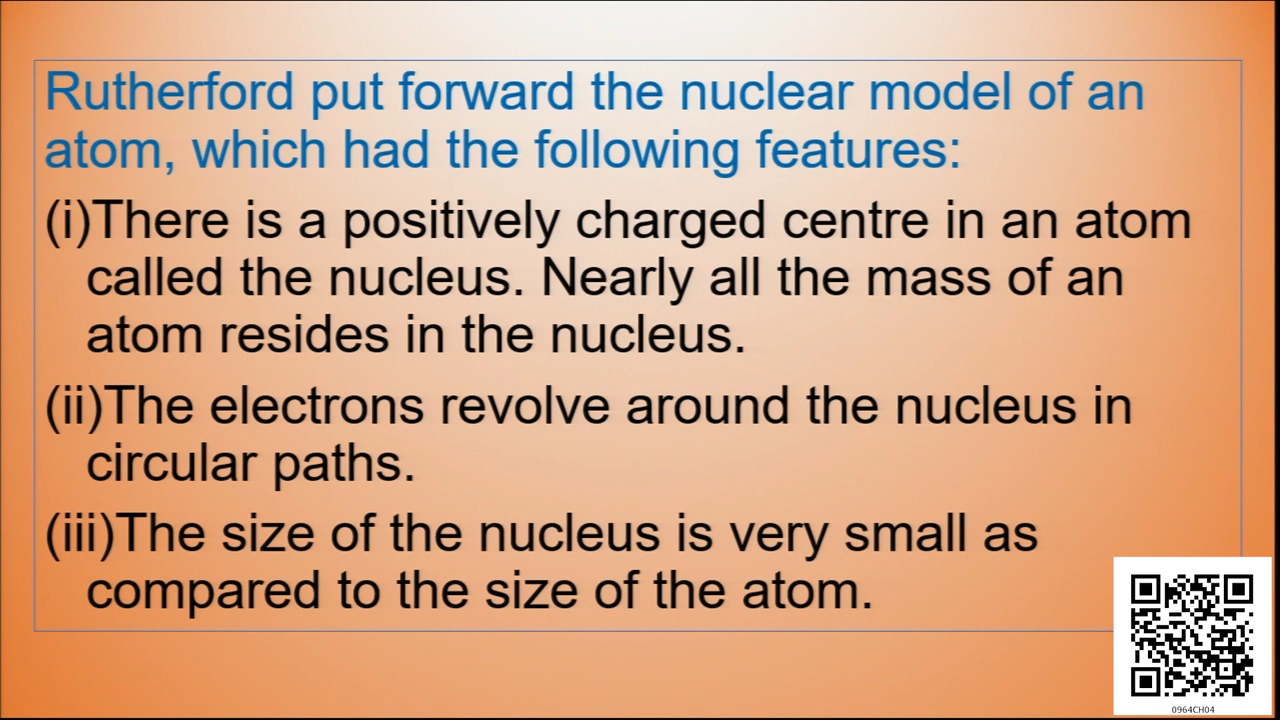 Rutherford put forward the nuclear model of an
atom, which had the following features:
(i)There is a positively charged centre in an atom
called the nucleus. Nearly all the mass of an
atom resides in the nucleus.
(ii)The electrons revolve around the nucleus in
circular paths.
(iii)The size of the nucleus is very small as
compared to the size of the atom.
0964CH04